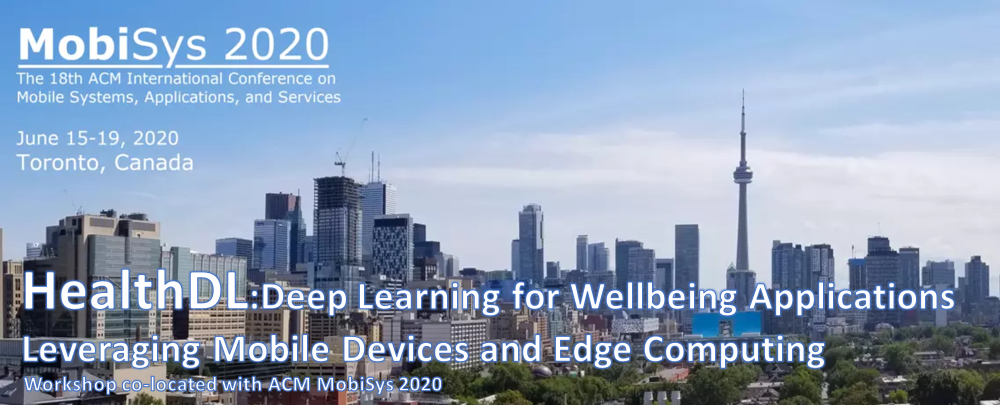 MobiSys 2020
The 18th ACM International Conference on
Mobile Systems, Applications, and Services
June 15-19, 2020
Toronto, Canada
HealthDL:Deep Learning for Wellbeing Applications
Leveraging Mobile Devices and Edge Computing
Workshop co-located with ACM MobiSys 2020